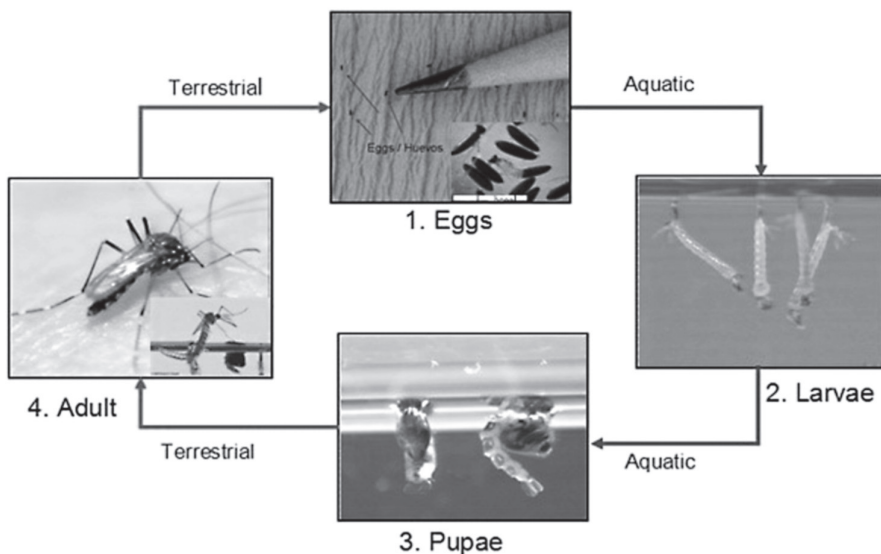 Terrestrial
Aquatic
Eggs / Huevos
1. Eggs
4. Adult
2. Larvae
Terrestrial
Aquatic
3. Pupae